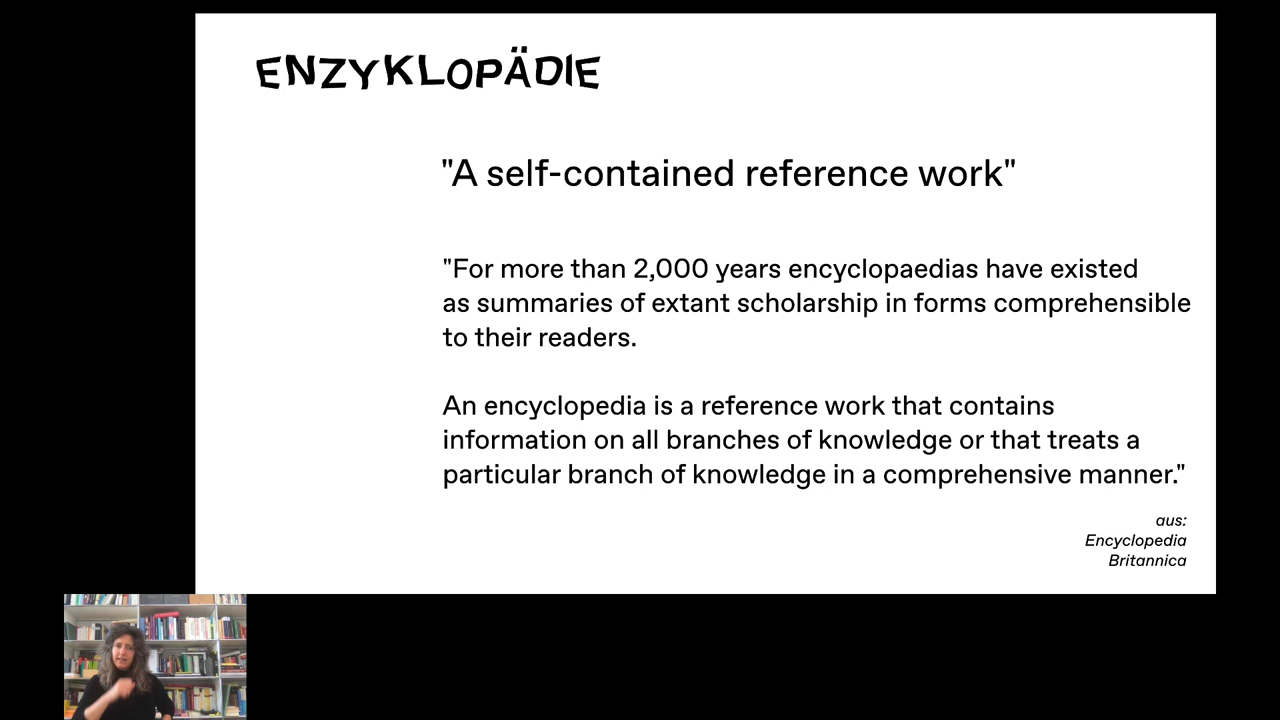 ENZYKLOPÄDIE
"A self-contained reference work"
"For more than 2,000 years encyclopaedias have existed
as summaries of extant scholarship in forms comprehensible
to their readers.
An encyclopedia is a reference work that contains
information on all branches of knowledge or that treats a
particular branch of knowledge in a comprehensive manner."
aus:
Encyclopedia
Britannica